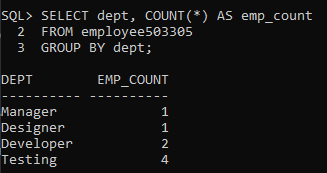 SQL> SELECT dept, COUNT(*) AS emp_count
  2  FROM employee503305
  3  GROUP BY dept;
DEPT        EMP_COUNT
---------- ----------
Manager             1
Designer            1
Developer           2
Testing             4